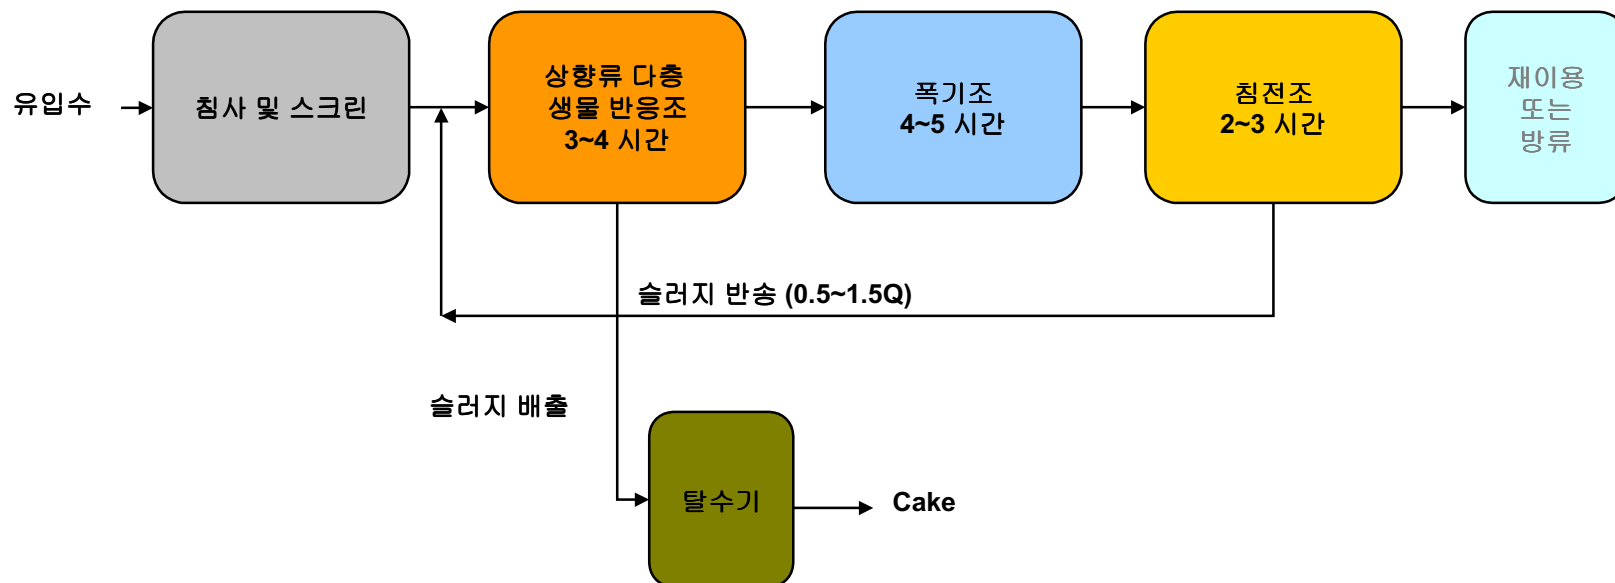 유입수
침사 및 스크린
상향류 다층
생물 반응조
3~4 시간
폭기조
4~5 시간
침전조
2~3 시간
재이용
또는
방류
슬러지 반송 (0.5~1.5Q)
슬러지 배출
탈수기
Cake